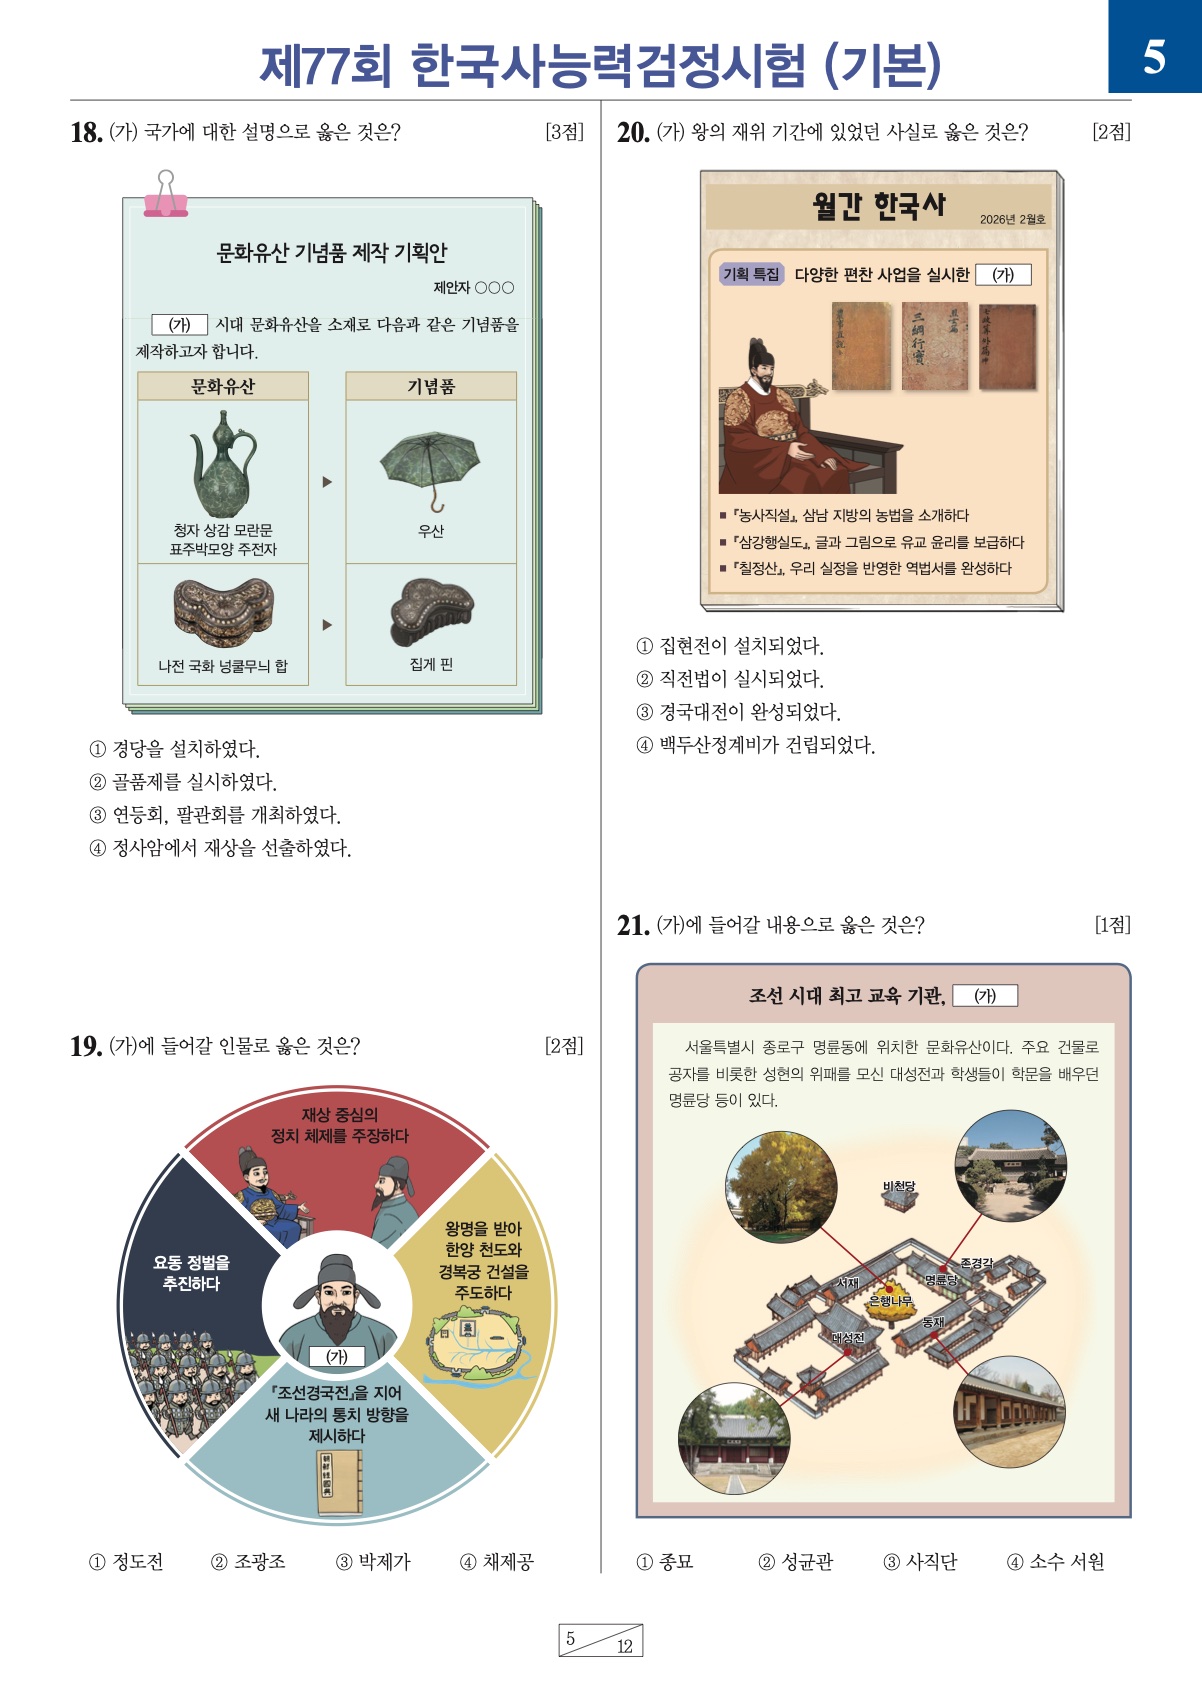 제77회 한국사능력검정시험 (기본)
5
18. (가) 국가에 대한 설명으로 옳은 것은? [3점]
문화유산 기념품 제작 기획안
제안자 ○○○
(가) 시대 문화유산을 소재로 다음과 같은 기념품을
제작하고자 합니다.
문화유산
기념품
청자 상감 모란문
표주박모양 주전자
우산
나전 국화 넝쿨무늬 합
집게 핀
① 경당을 설치하였다.
② 골품제를 실시하였다.
③ 연등회, 팔관회를 개최하였다.
④ 정사암에서 재상을 선출하였다.
19. (가)에 들어갈 인물로 옳은 것은? [2점]
재상 중심의
정치 체제를 주장하다
요동 정벌을
추진하다
왕명을 받아
한양 천도와
경복궁 건설을
주도하다
(가)
『조선경국전』을 지어
새 나라의 통치 방향을
제시하다
朝鮮經國典
① 정도전 ② 조광조 ③ 박제가 ④ 채제공
20. (가) 왕의 재위 기간에 있었던 사실로 옳은 것은? [2점]
월간 한국사
2026년 2월호
기획 특집 다양한 편찬 사업을 실시한 (가)
三綱行實
七政算外篇
■ 『농사직설』, 삼남 지방의 농법을 소개하다
■ 『삼강행실도』, 글과 그림으로 유교 윤리를 보급하다
■ 『칠정산』, 우리 실정을 반영한 역법서를 완성하다
① 집현전이 설치되었다.
② 직전법이 실시되었다.
③ 경국대전이 완성되었다.
④ 백두산정계비가 건립되었다.
21. (가)에 들어갈 내용으로 옳은 것은? [1점]
조선 시대 최고 교육 기관, (가)
서울특별시 종로구 명륜동에 위치한 문화유산이다. 주요 건물로
공자를 비롯한 성현의 위패를 모신 대성전과 학생들이 학문을 배우던
명륜당 등이 있다.
비천당
존경각
명륜당
서재
은행나무
동재
대성전
① 종묘 ② 성균관 ③ 사직단 ④ 소수 서원
5
12